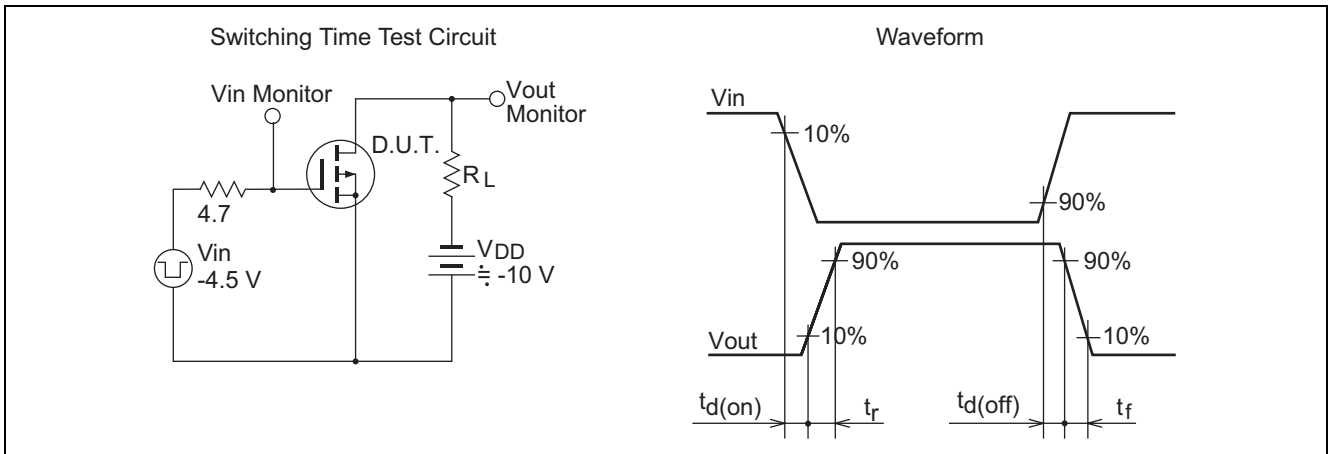 Switching Time Test Circuit
Vin Monitor
Vout
Monitor
D.U.T.
RL
4.7
Vin
-4.5 V
VDD
≒ -10 V
Waveform
Vin
10%
90%
90%
90%
Vout
10%
10%
td(on)
tr
td(off)
tf